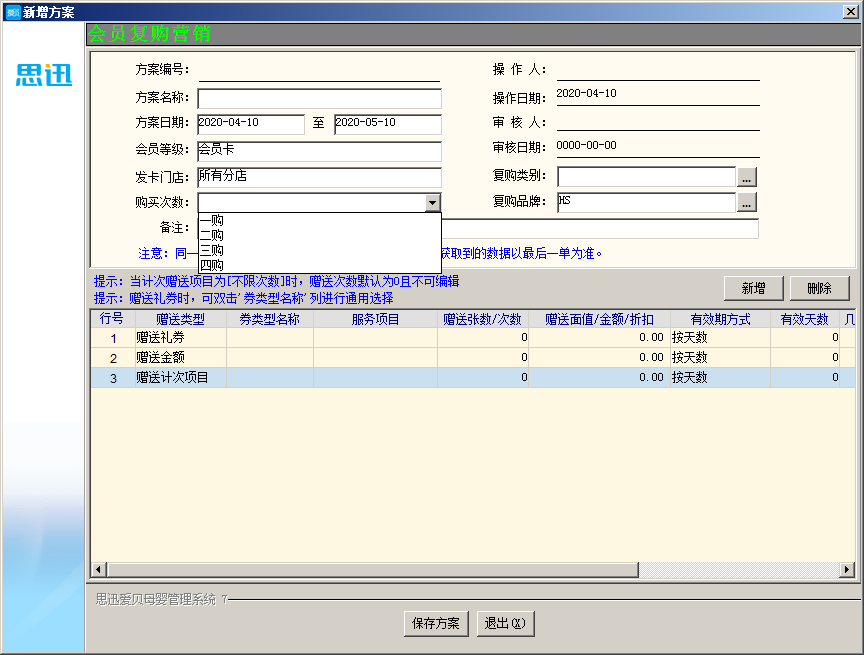 思迅 新增方案
会员复购营销
思迅
方案编号： 操 作 人：
方案名称： 操作日期： 2020-04-10
方案日期： 2020-04-10 至 2020-05-10 审 核 人：
会员等级： 会员卡 审核日期： 0000-00-00
发卡门店： 所有分店 复购类别： ...
购买次数： 复购品牌： HS ...
一购
备注： 二购
三购
注意：同一 获取到的数据以最后一单为准。
四购
提示：当计次赠送项目为[不限次数]时，赠送次数默认为0且不可编辑
提示：赠送礼券时，可双击'券类型名称'列进行通用选择
新增 删除
行号 赠送类型 券类型名称 服务项目 赠送张数/次数 赠送面值/金额/折扣 有效期方式 有效天数 几
1 赠送礼券 0 0.00 按天数 0
2 赠送金额 0 0.00 按天数 0
3 赠送计次项目 0 0.00 按天数 0
思迅爱贝母婴管理系统 7
保存方案 退出(X)